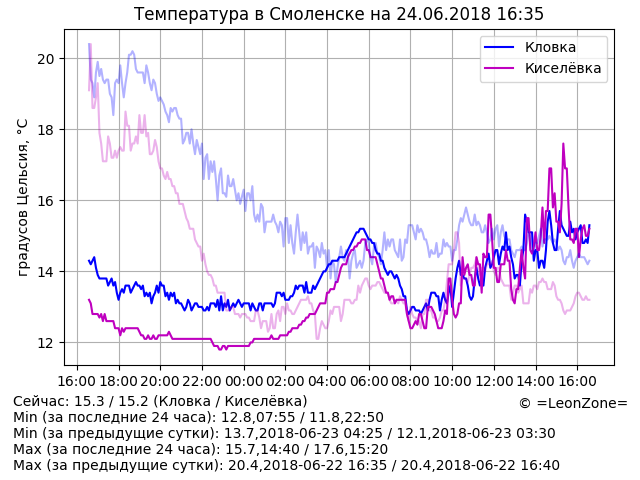 Температура в Смоленске на 24.06.2018 16:35
градусов Цельсия, °C
20
18
16
14
12
Кловка
Киселёвка
16:00 18:00 20:00 22:00 00:00 02:00 04:00 06:00 08:00 10:00 12:00 14:00 16:00
Сейчас: 15.3 / 15.2 (Кловка / Киселёвка)
© =LeonZone=
Min (за последние 24 часа): 12.8,07:55 / 11.8,22:50
Min (за предыдущие сутки): 13.7,2018-06-23 04:25 / 12.1,2018-06-23 03:30
Max (за последние 24 часа): 15.7,14:40 / 17.6,15:20
Max (за предыдущие сутки): 20.4,2018-06-22 16:35 / 20.4,2018-06-22 16:40